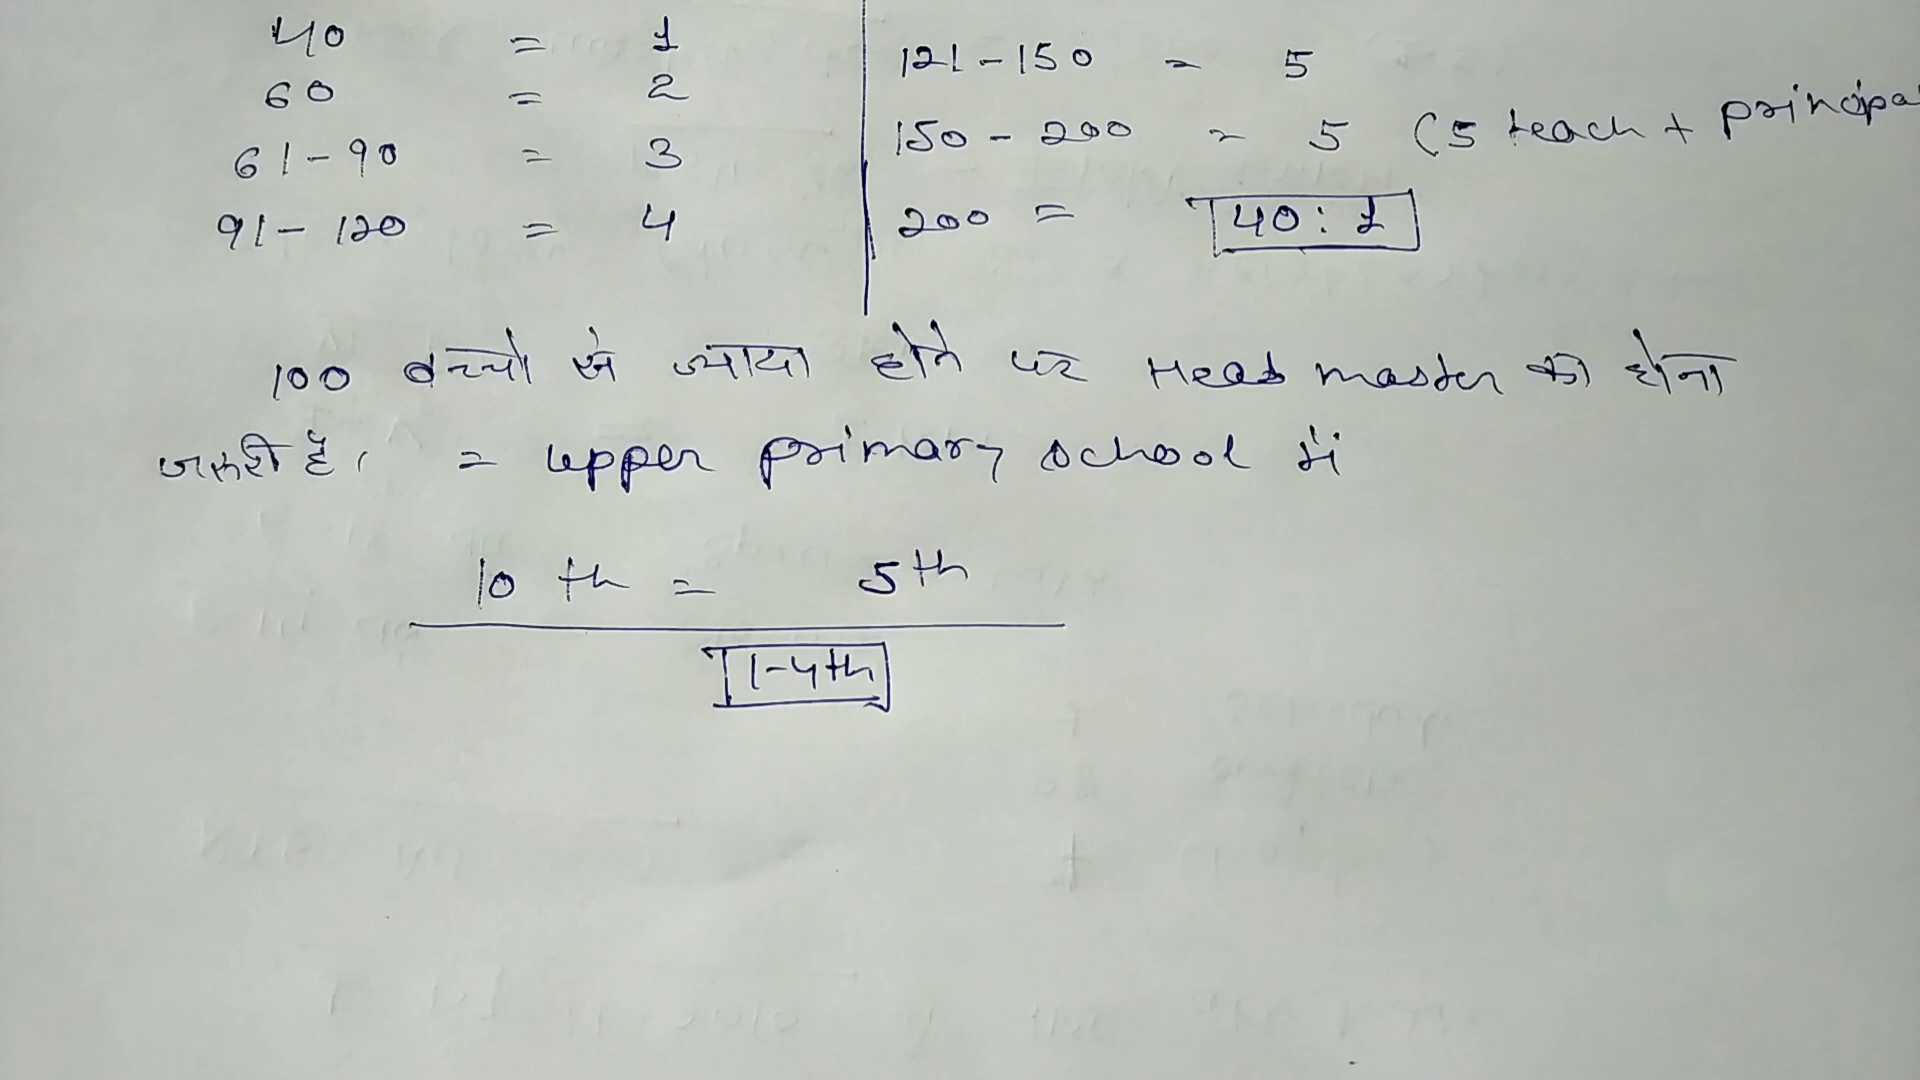 40 = 1
60 = 2
61-90 = 3
91-120 = 4
121-150 = 5
150-200 = 5 (5 teach + principa
200 = 40:1
100 बच्चो से ज्याया होने पर Head master का होना
जरूरी है। = upper primary school में
10 th = 5th
1-4th